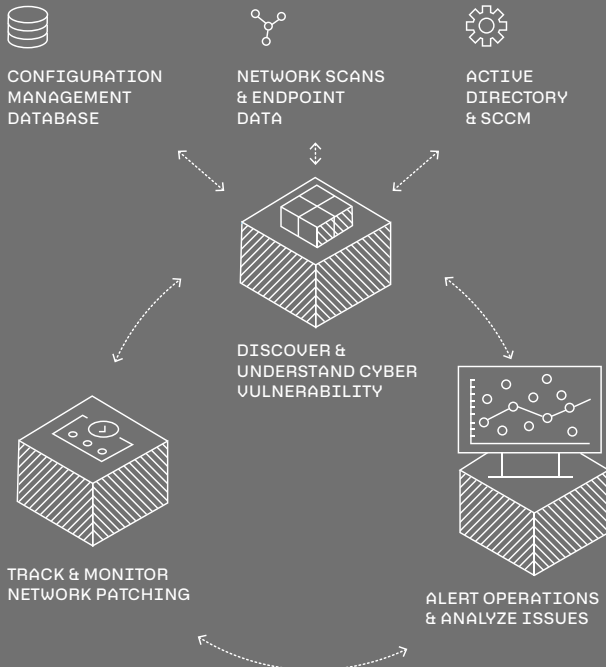 CONFIGURATION
MANAGEMENT
DATABASE
NETWORK SCANS
& ENDPOINT
DATA
ACTIVE
DIRECTORY
& SCCM
DISCOVER &
UNDERSTAND CYBER
VULNERABILITY
TRACK & MONITOR
NETWORK PATCHING
ALERT OPERATIONS
& ANALYZE ISSUES